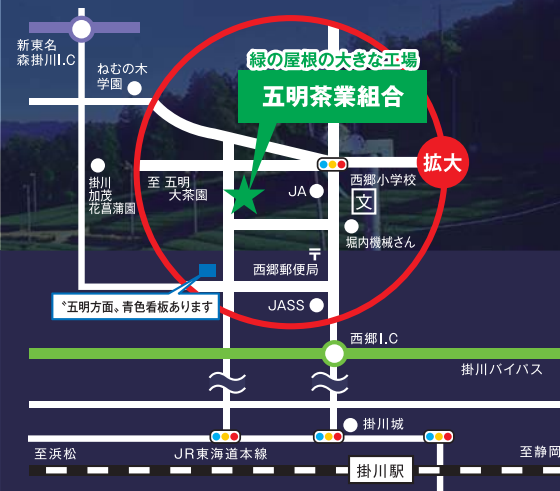 新東名
森掛川I.C
ねむの木
学園
緑の屋根の大きな工場
五明茶業組合
拡大
掛川
加茂
花菖蒲園
至 五明
大茶園
JA
西郷小学校
文
堀内機械さん
〒
西郷郵便局
〝五明方面〟青色看板あります
JASS
西郷I.C
掛川バイパス
掛川城
至浜松
JR東海道本線
掛川駅
至静岡